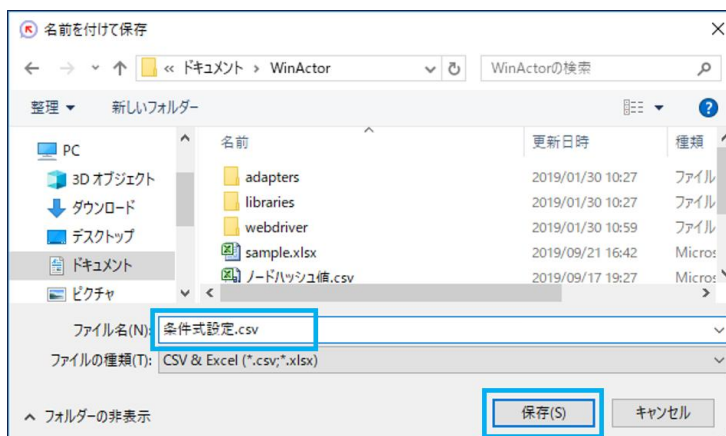 名前を付けて保存
« ドキュメント > WinActor
WinActorの検索
整理
新しいフォルダー
名前
更新日時
種類
PC
3D オブジェクト
ダウンロード
デスクトップ
ドキュメント
ピクチャ
adapters 2019/01/30 10:27 ファイル
libraries 2019/01/30 10:27 ファイル
webdriver 2019/01/30 10:59 ファイル
sample.xlsx 2019/09/21 16:42 Micros
ノードハッシュ値.csv 2019/09/17 19:27 Micros
ファイル名(N): 条件式設定.csv
ファイルの種類(T): CSV & Excel (*.csv;*.xlsx)
フォルダーの非表示
保存(S)
キャンセル